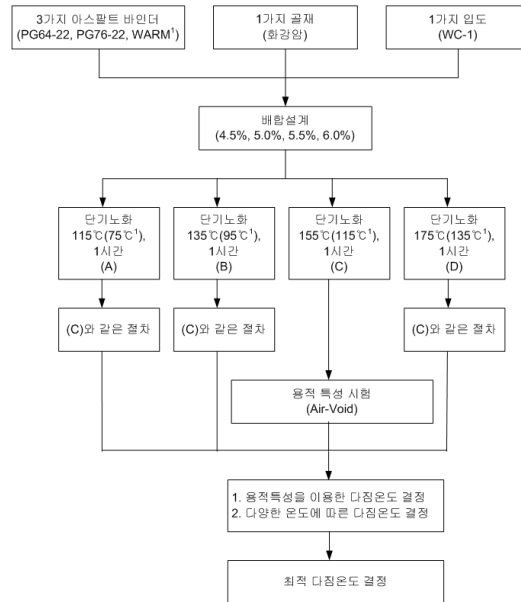 3가지 아스팔트 바인더
(PG64-22, PG76-22, WARM¹)
1가지 골재
(화강암)
1가지 입도
(WC-1)
배합설계
(4.5%, 5.0%, 5.5%, 6.0%)
단기노화
115℃(75℃¹),
1시간
(A)
단기노화
135℃(95℃¹),
1시간
(B)
단기노화
155℃(115℃¹),
1시간
(C)
단기노화
175℃(135℃¹),
1시간
(D)
(C)와 같은 절차
(C)와 같은 절차
(C)와 같은 절차
용적 특성 시험
(Air-Void)
1. 용적특성을 이용한 다짐온도 결정
2. 다양한 온도에 따른 다짐온도 결정
최적 다짐온도 결정